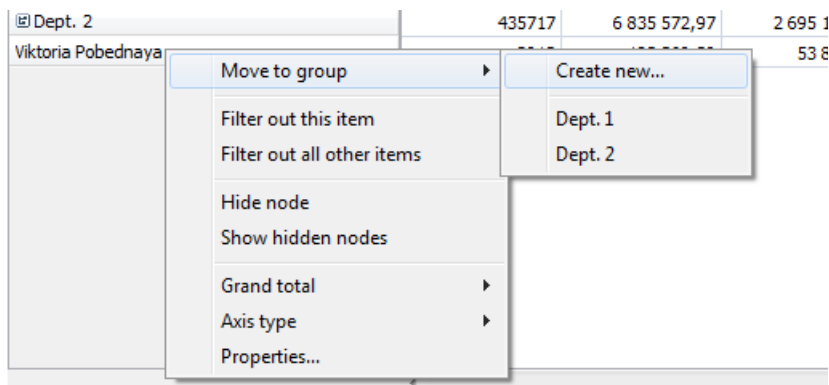 Dept. 2 435717 6 835 572,97 2 695 1
Viktoria Pobednaya 53 8
Move to group Create new...
Filter out this item Dept. 1
Filter out all other items Dept. 2
Hide node
Show hidden nodes
Grand total
Axis type
Properties...